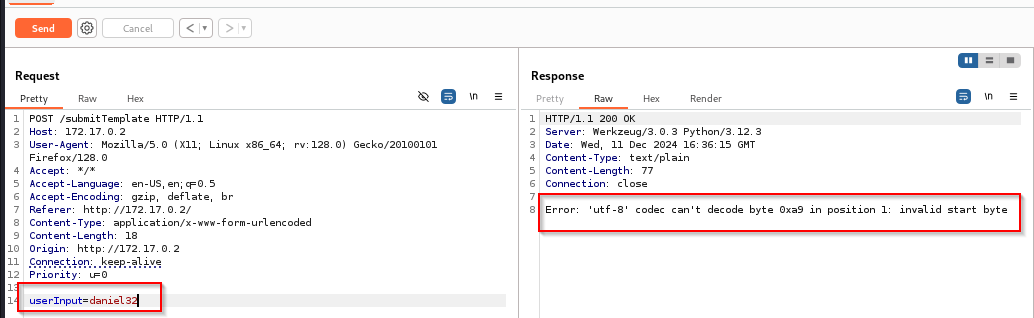 Send
Cancel
Request
Response
Pretty Raw Hex
\n
Pretty Raw Hex Render
\n
1 POST /submitTemplate HTTP/1.1
2 Host: 172.17.0.2
3 User-Agent: Mozilla/5.0 (X11; Linux x86_64; rv:128.0) Gecko/20100101
Firefox/128.0
4 Accept: */*
5 Accept-Language: en-US,en;q=0.5
6 Accept-Encoding: gzip, deflate, br
7 Referer: http://172.17.0.2/
8 Content-Type: application/x-www-form-urlencoded
9 Content-Length: 18
10 Origin: http://172.17.0.2
11 Connection: keep-alive
12 Priority: u=0
13
14 userInput=daniel32
1 HTTP/1.1 200 OK
2 Server: Werkzeug/3.0.3 Python/3.12.3
3 Date: Wed, 11 Dec 2024 16:36:15 GMT
4 Content-Type: text/plain
5 Content-Length: 77
6 Connection: close
7
8 Error: 'utf-8' codec can't decode byte 0xa9 in position 1: invalid start byte